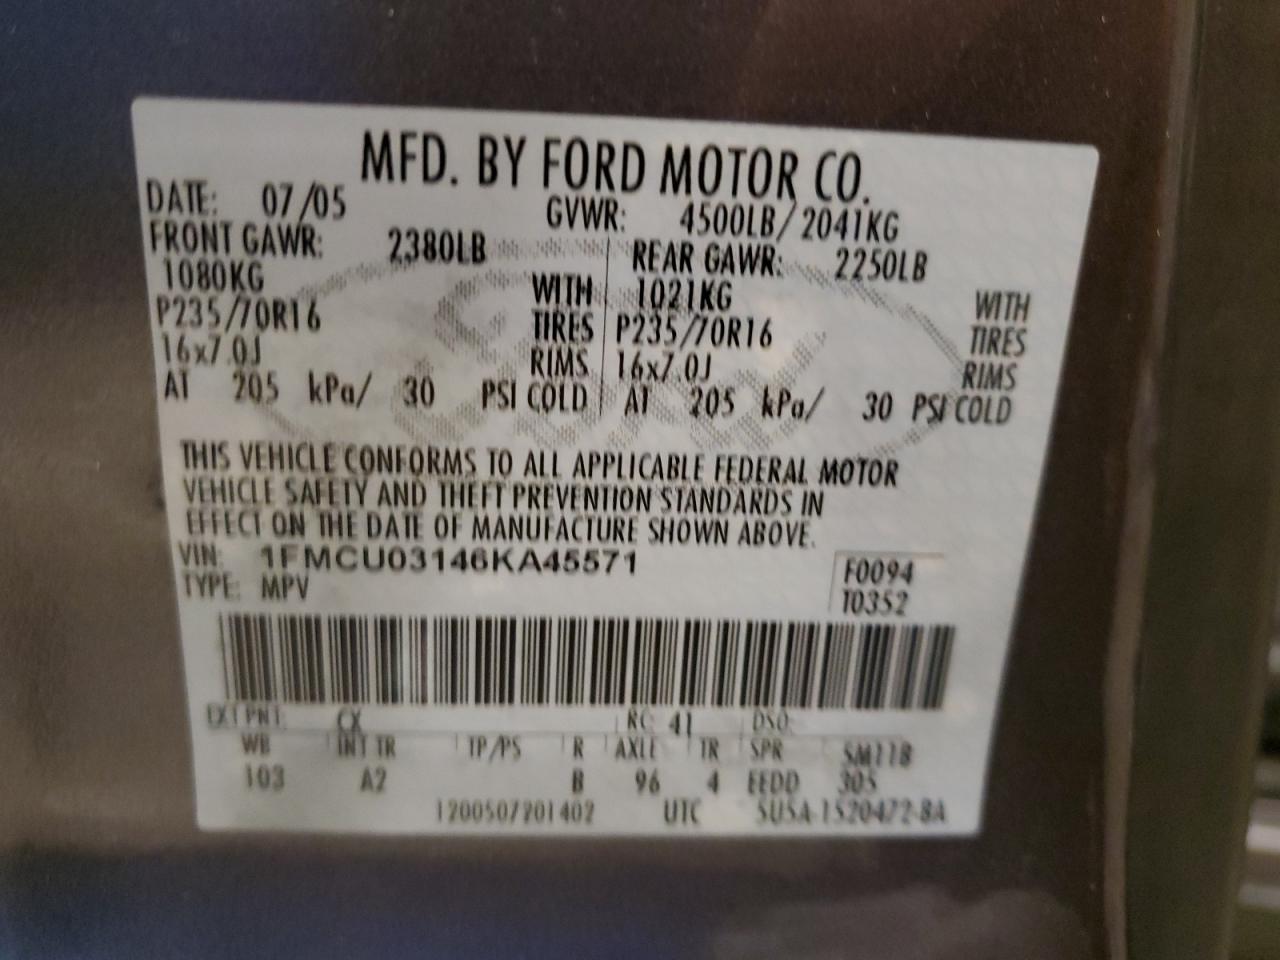 MFD. BY FORD MOTOR CO.
DATE: 07/05 GVWR: 4500LB/2041KG
FRONT GAWR: 2380LB REAR GAWR: 2250LB
1080KG WITH 1021KG WITH
P235/70R16 TIRES P235/70R16 TIRES
16x7.0J RIMS 16x7.0J RIMS
AT 205 kPa/ 30 PSI COLD AT 205 kPa/ 30 PSI COLD
THIS VEHICLE CONFORMS TO ALL APPLICABLE FEDERAL MOTOR
VEHICLE SAFETY AND THEFT PREVENTION STANDARDS IN
EFFECT ON THE DATE OF MANUFACTURE SHOWN ABOVE.
VIN: 1FMCU03146KA45571 F0094
TYPE: MPV T0352
EXT PNT: CX RC: 41 DSO:
WB INT TR TP/PS R AXLE TR SPR SM118
103 A2 B 96 4 EEDD 305
1200507201402 UTC 5U5A-1520472-BA